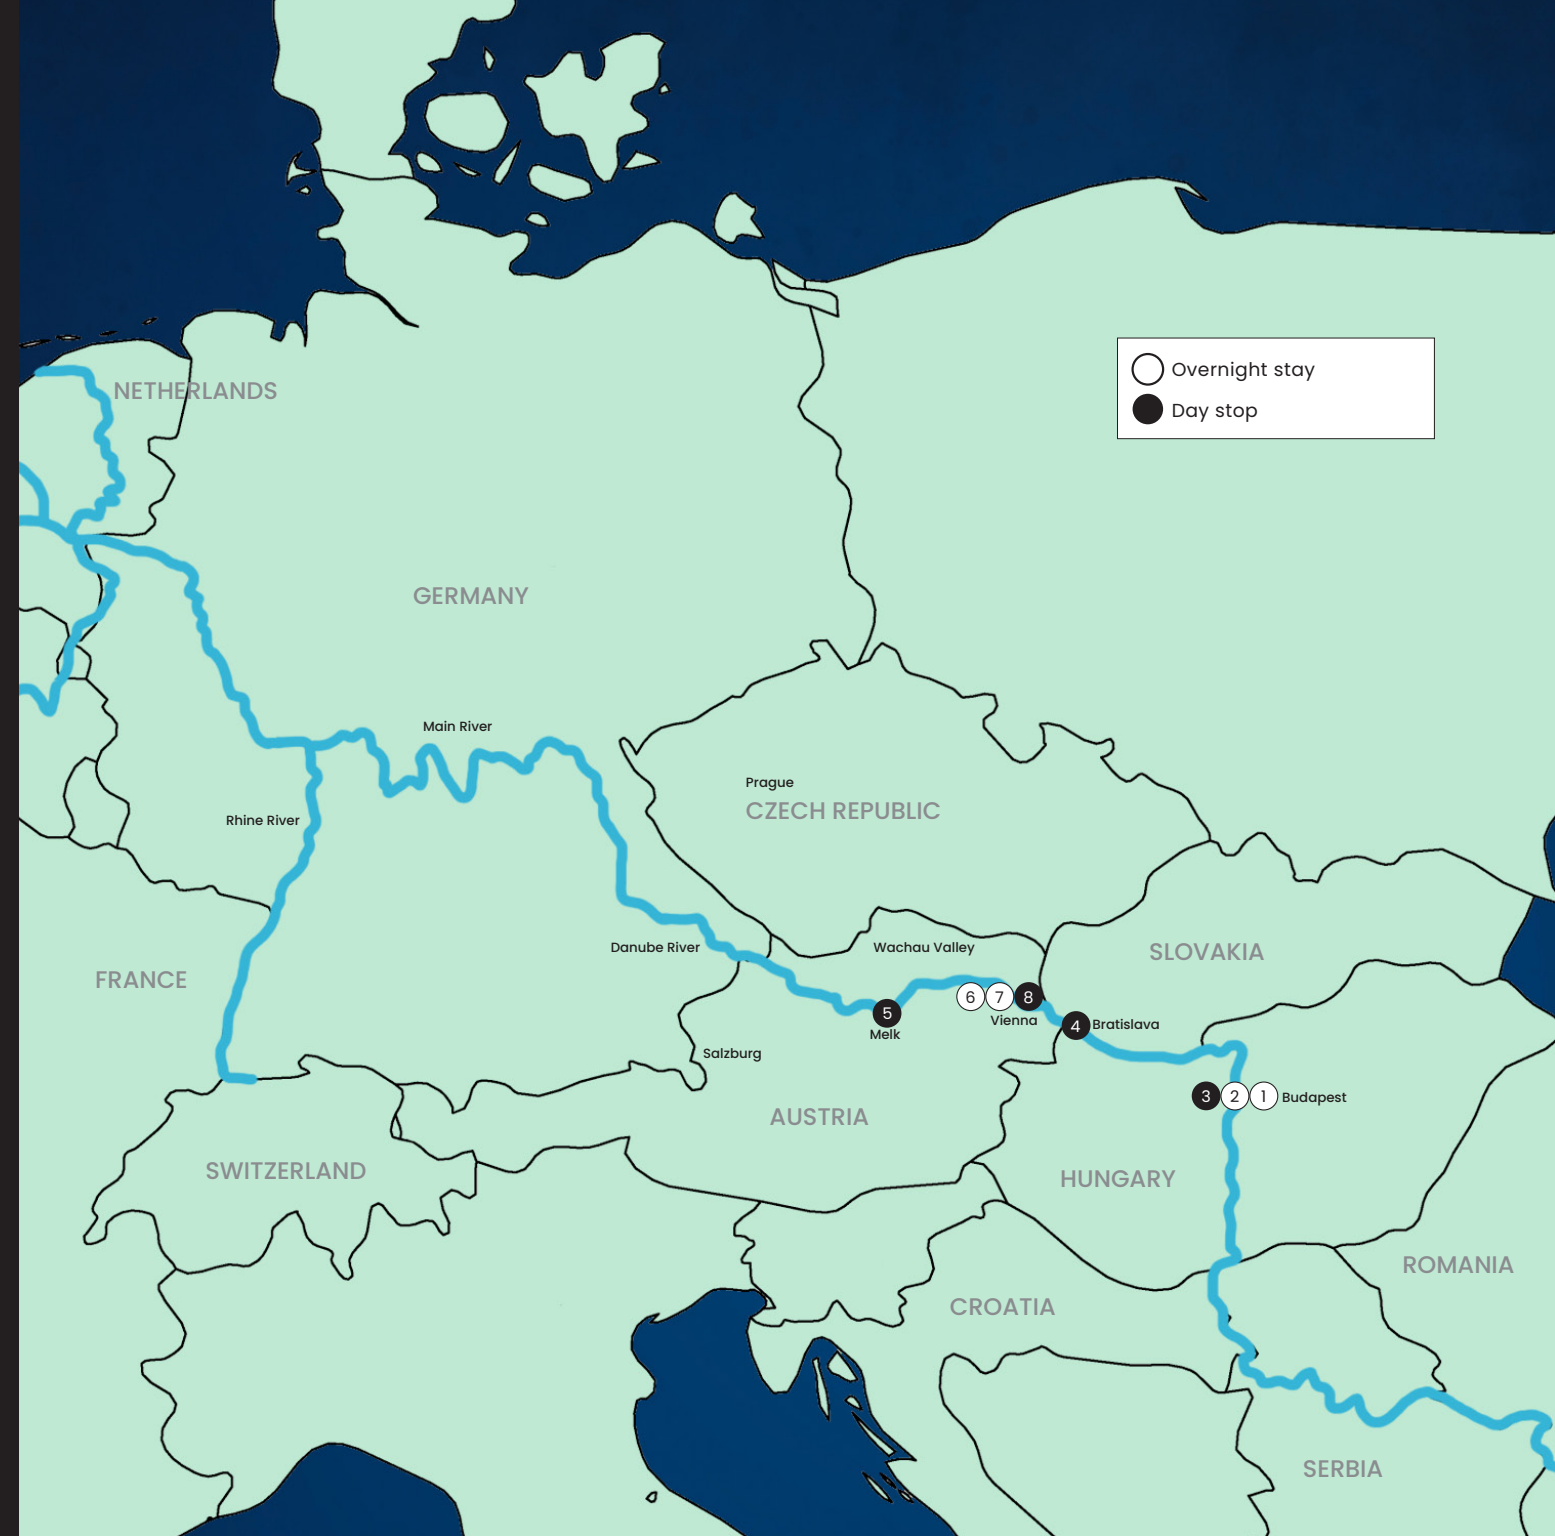 Overnight stay
Day stop
NETHERLANDS
GERMANY
Main River
Prague
CZECH REPUBLIC
Rhine River
Danube River
Wachau Valley
SLOVAKIA
FRANCE
6 7 8
Vienna
5
Melk
4 Bratislava
Salzburg
3 2 1 Budapest
AUSTRIA
SWITZERLAND
HUNGARY
ROMANIA
CROATIA
SERBIA